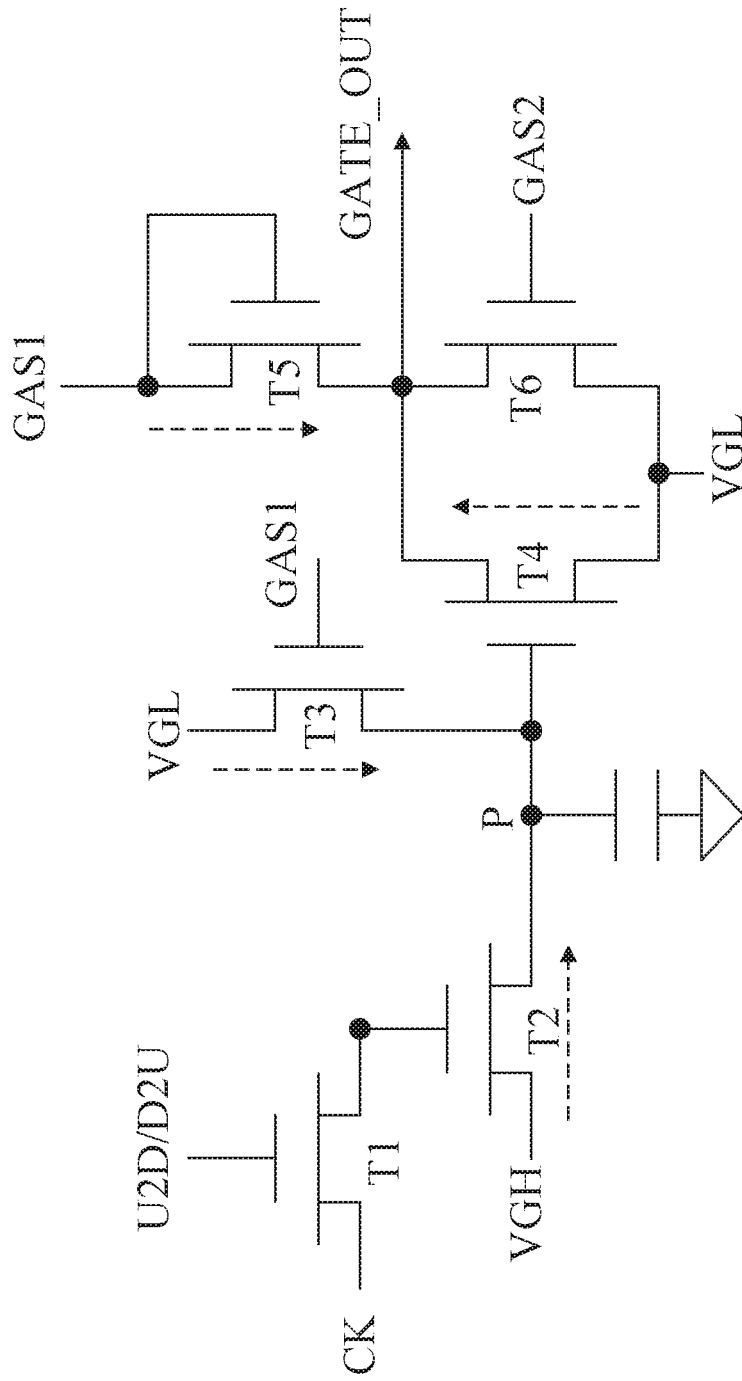 U2D/D2U
CK
T1
VGH
T2
P
VGL
T3
GAS1
GAS1
T5
GATE_OUT
T4
T6
GAS2
VGL